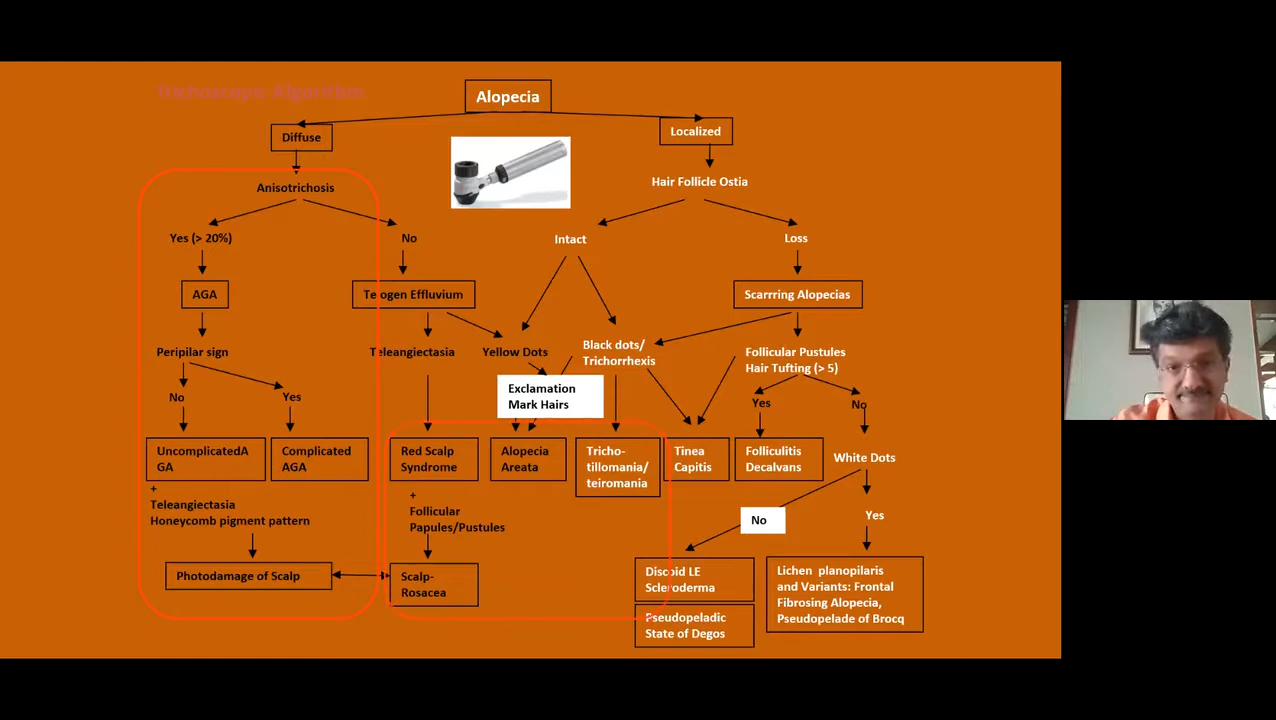 Trichoscopic Algorithm
Alopecia
Diffuse
Localized
Anisotrichosis
Hair Follicle Ostia
Yes (> 20%)
No
Intact
Loss
AGA
Telogen Effluvium
Scarrring Alopecias
Peripilar sign
Teleangiectasia
Yellow Dots
Black dots/
Trichorrhexis
Follicular Pustules
Hair Tufting (> 5)
No
Yes
Exclamation
Mark Hairs
Yes
No
UncomplicatedA
GA
Complicated
AGA
Red Scalp
Syndrome
Alopecia
Areata
Tricho-
tillomania/
teiromania
Tinea
Capitis
Folliculitis
Decalvans
White Dots
+
Teleangiectasia
Honeycomb pigment pattern
+
Follicular
Papules/Pustules
No
Yes
Photodamage of Scalp
Scalp-
Rosacea
Discoid LE
Scleroderma
Pseudopeladic
State of Degos
Lichen planopilaris
and Variants: Frontal
Fibrosing Alopecia,
Pseudopelade of Brocq